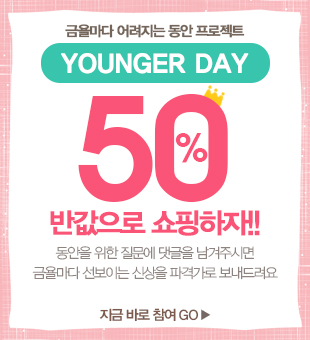 금욜마다 어려지는 동안 프로젝트
YOUNGER DAY
50%
반값으로 쇼핑하자!!
동안을 위한 질문에 댓글을 남겨주시면
금욜마다 선보이는 신상을 파격가로 보내드려요
지금 바로 참여 GO ▶